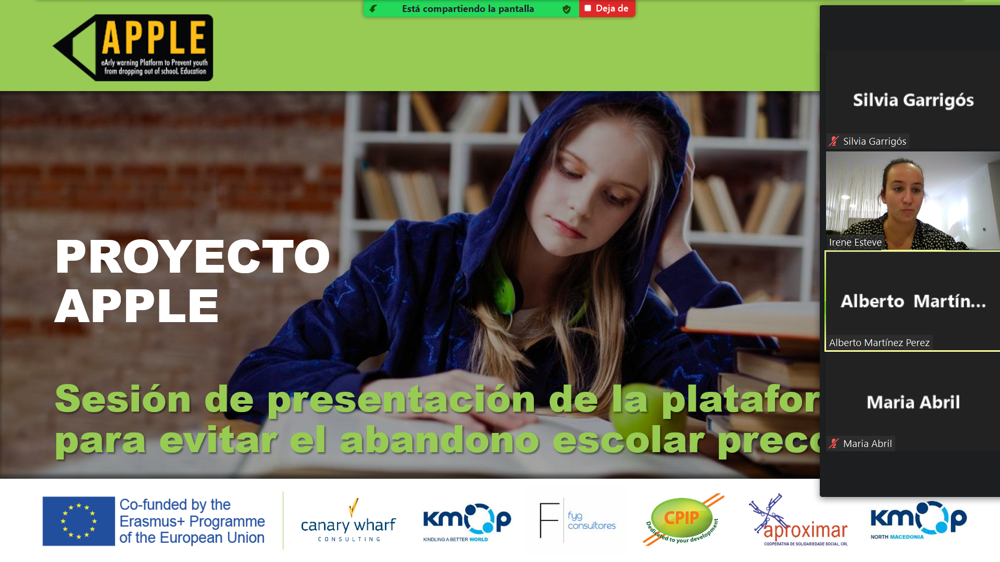 Está compartiendo la pantalla
Deja de
APPLE
eArly warning Platform to Prevent youth
from dropping out of schooL Education
PROYECTO
APPLE
Sesión de presentación de la platafor
para evitar el abandono escolar preco
Silvia Garrigós
Silvia Garrigós
Irene Esteve
Alberto Martín...
Alberto Martínez Perez
Maria Abril
Maria Abril
Co-funded by the
Erasmus+ Programme
of the European Union
canary wharf
CONSULTING
kmop
KINDLING A BETTER WORLD
F
fyg
consultores
CPIP
Dedicated to your development
aproximar
COOPERATIVA DE SOLIDARIEDADE SOCIAL, CRL
kmop
NORTH MACEDONIA